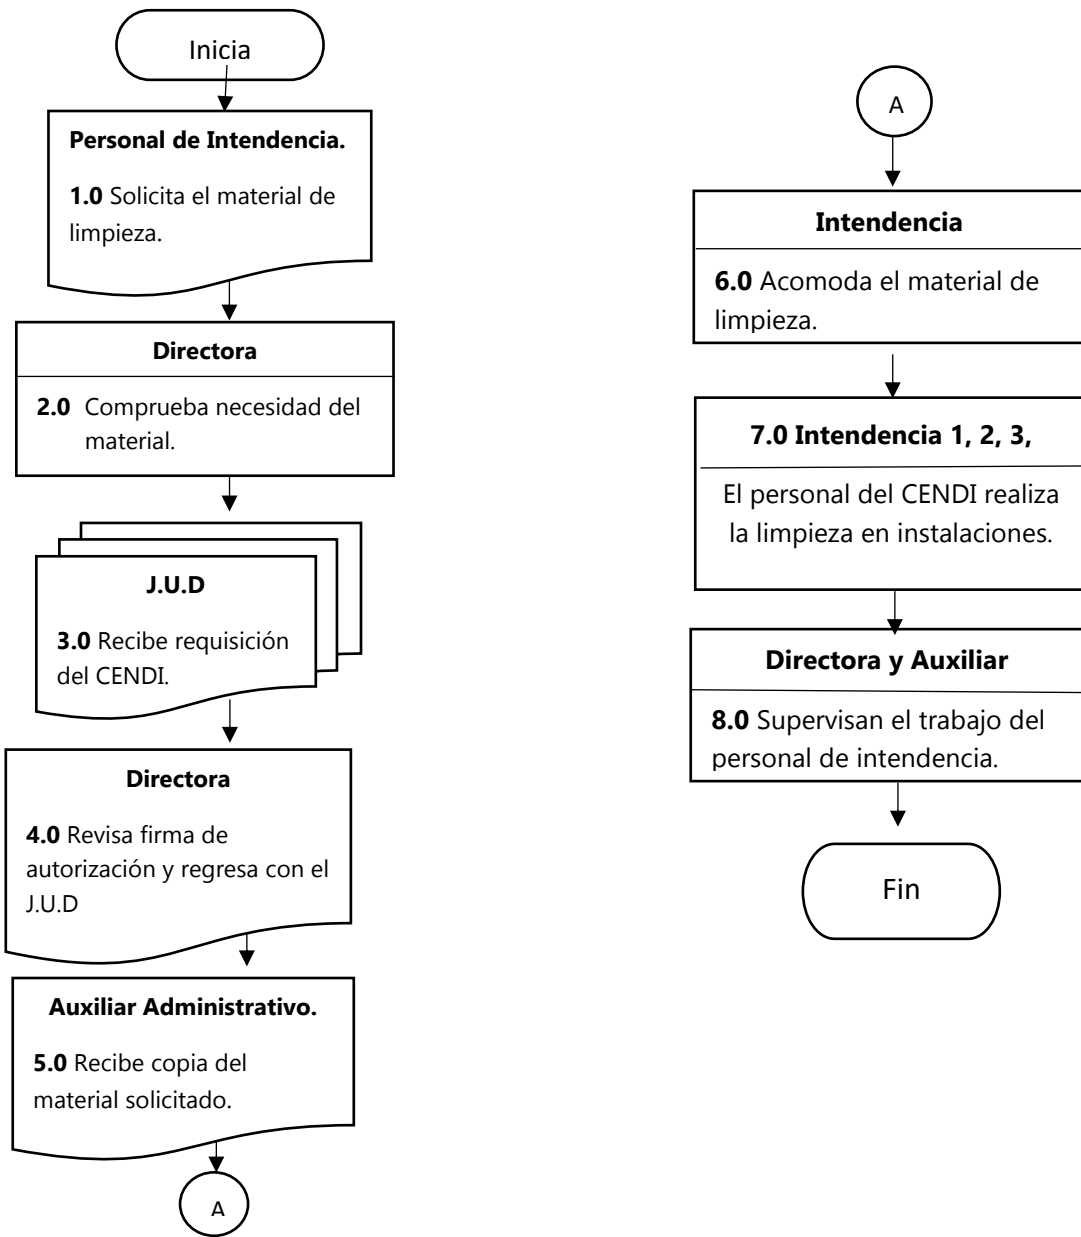 Inicia
Personal de Intendencia.
1.0 Solicita el material de
limpieza.
Directora
2.0 Comprueba necesidad del
material.
J.U.D
3.0 Recibe requisición
del CENDI.
Directora
4.0 Revisa firma de
autorización y regresa con el
J.U.D
Auxiliar Administrativo.
5.0 Recibe copia del
material solicitado.
A
A
Intendencia
6.0 Acomoda el material de
limpieza.
7.0 Intendencia 1, 2, 3,
El personal del CENDI realiza
la limpieza en instalaciones.
Directora y Auxiliar
8.0 Supervisan el trabajo del
personal de intendencia.
Fin